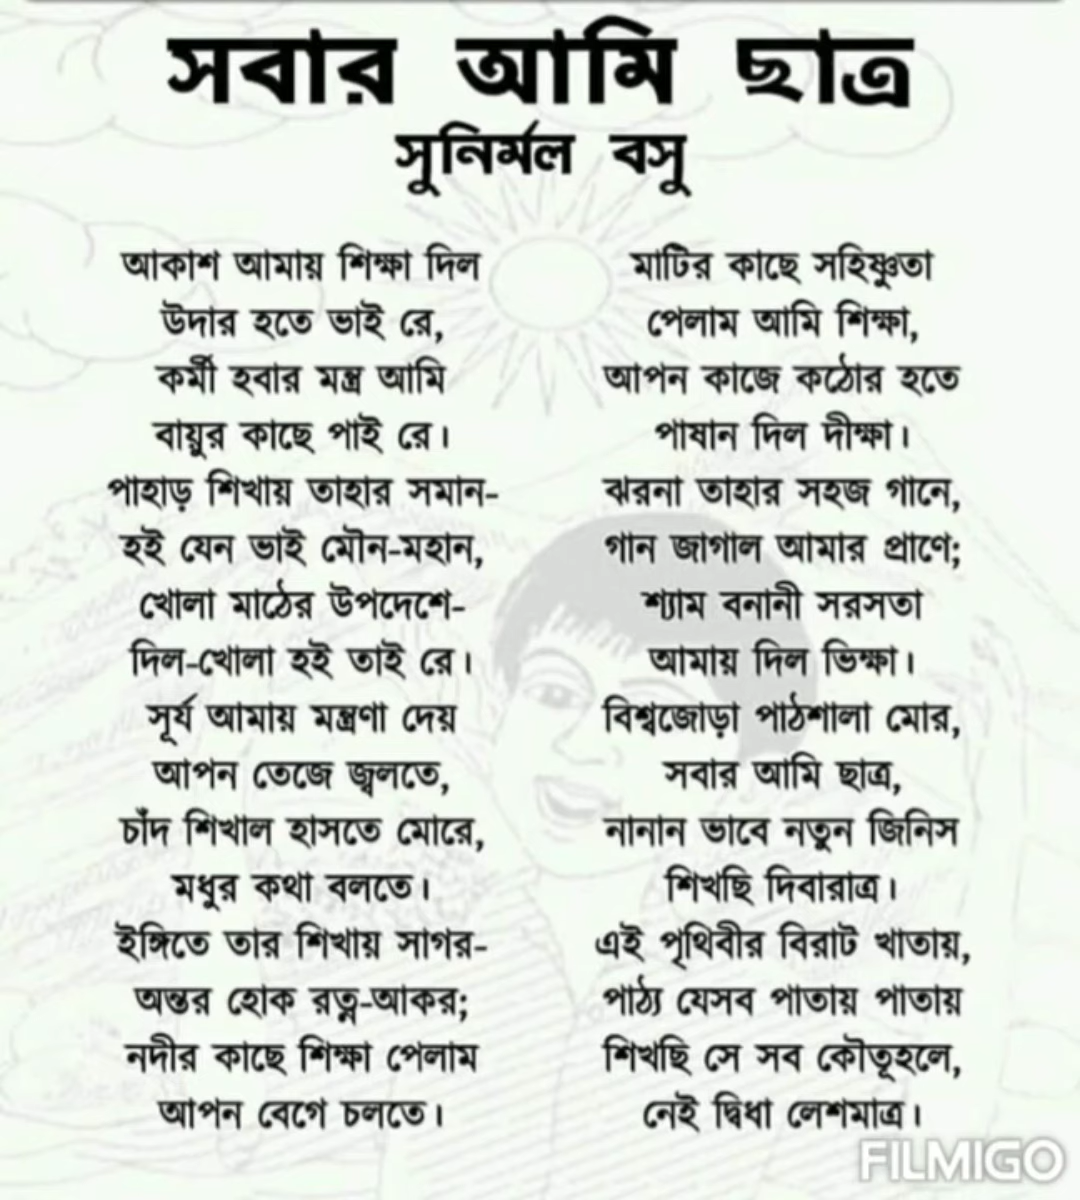 সবার আমি ছাত্র
সুনির্মল বসু
আকাশ আমায় শিক্ষা দিল
উদার হতে ভাই রে,
কর্মী হবার মন্ত্র আমি
বায়ুর কাছে পাই রে।
পাহাড় শিখায় তাহার সমান-
হই যেন ভাই মৌন-মহান,
খোলা মাঠের উপদেশে-
দিল-খোলা হই তাই রে।
সূর্য আমায় মন্ত্রণা দেয়
আপন তেজে জ্বলতে,
চাঁদ শিখাল হাসতে মোরে,
মধুর কথা বলতে।
ইঙ্গিতে তার শিখায় সাগর-
অন্তর হোক রত্ন-আকর;
নদীর কাছে শিক্ষা পেলাম
আপন বেগে চলতে।
মাটির কাছে সহিষ্ণুতা
পেলাম আমি শিক্ষা,
আপন কাজে কঠোর হতে
পাষান দিল দীক্ষা।
ঝরনা তাহার সহজ গানে,
গান জাগাল আমার প্রাণে;
শ্যাম বনানী সরসতা
আমায় দিল ভিক্ষা।
বিশ্বজোড়া পাঠশালা মোর,
সবার আমি ছাত্র,
নানান ভাবে নতুন জিনিস
শিখছি দিবারাত্র।
এই পৃথিবীর বিরাট খাতায়,
পাঠ্য যেসব পাতায় পাতায়
শিখছি সে সব কৌতূহলে,
নেই দ্বিধা লেশমাত্র।
FILMIGO